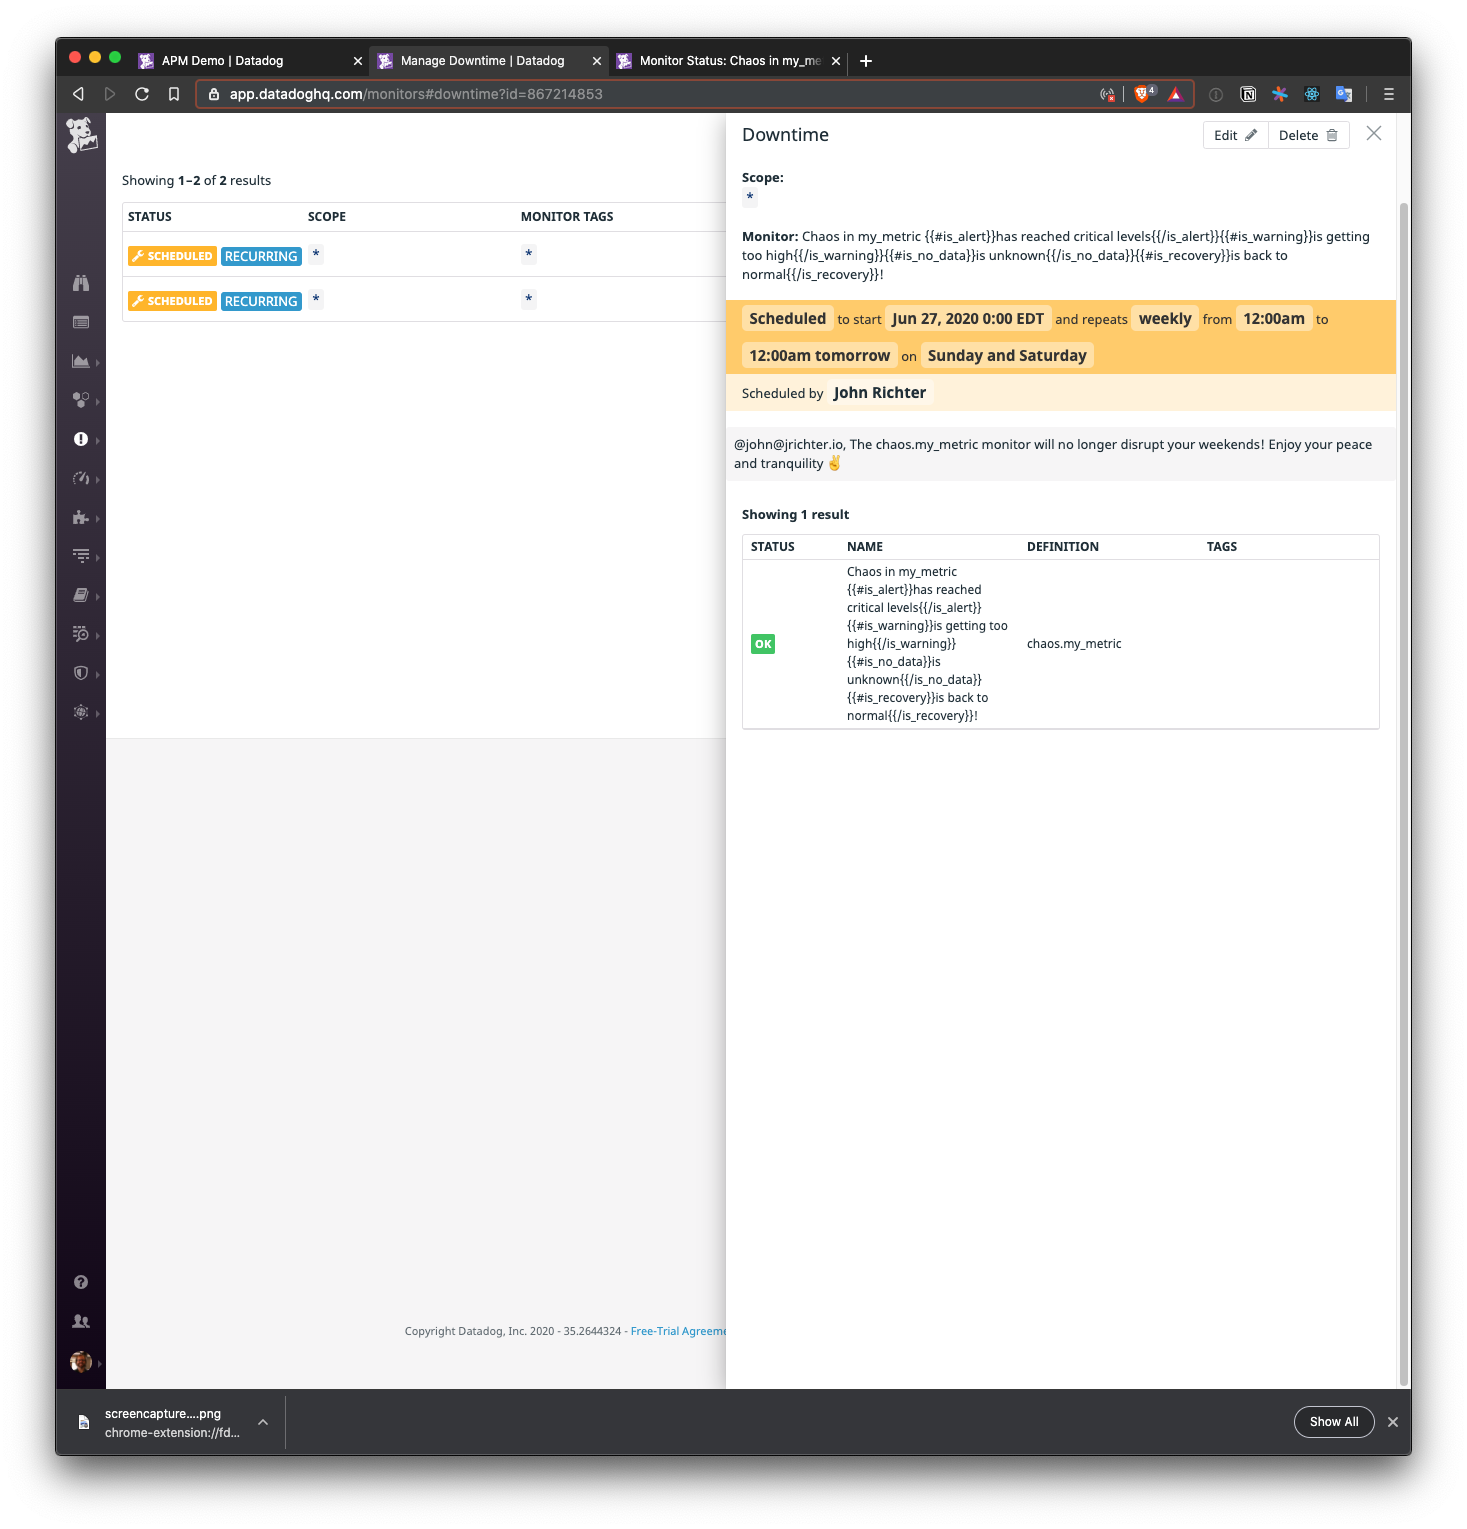 APM Demo | Datadog
Manage Downtime | Datadog
Monitor Status: Chaos in my_me
app.datadoghq.com/monitors#downtime?id=867214853
4
Showing 1–2 of 2 results
STATUS SCOPE MONITOR TAGS
SCHEDULED RECURRING * *
SCHEDULED RECURRING * *
Copyright Datadog, Inc. 2020 - 35.2644324 - Free-Trial Agreeme
Downtime
Edit Delete
Scope:
*
Monitor: Chaos in my_metric {{#is_alert}}has reached critical levels{{/is_alert}}{{#is_warning}}is getting
too high{{/is_warning}}{{#is_no_data}}is unknown{{/is_no_data}}{{#is_recovery}}is back to
normal{{/is_recovery}}!
Scheduled to start Jun 27, 2020 0:00 EDT and repeats weekly from 12:00am to
12:00am tomorrow on Sunday and Saturday
Scheduled by John Richter
@john@jrichter.io, The chaos.my_metric monitor will no longer disrupt your weekends! Enjoy your peace
and tranquility ✌
Showing 1 result
STATUS NAME DEFINITION TAGS
Chaos in my_metric
{{#is_alert}}has reached
critical levels{{/is_alert}}
{{#is_warning}}is getting too
OK high{{/is_warning}} chaos.my_metric
{{#is_no_data}}is
unknown{{/is_no_data}}
{{#is_recovery}}is back to
normal{{/is_recovery}}!
screencapture....png
chrome-extension://fd...
Show All